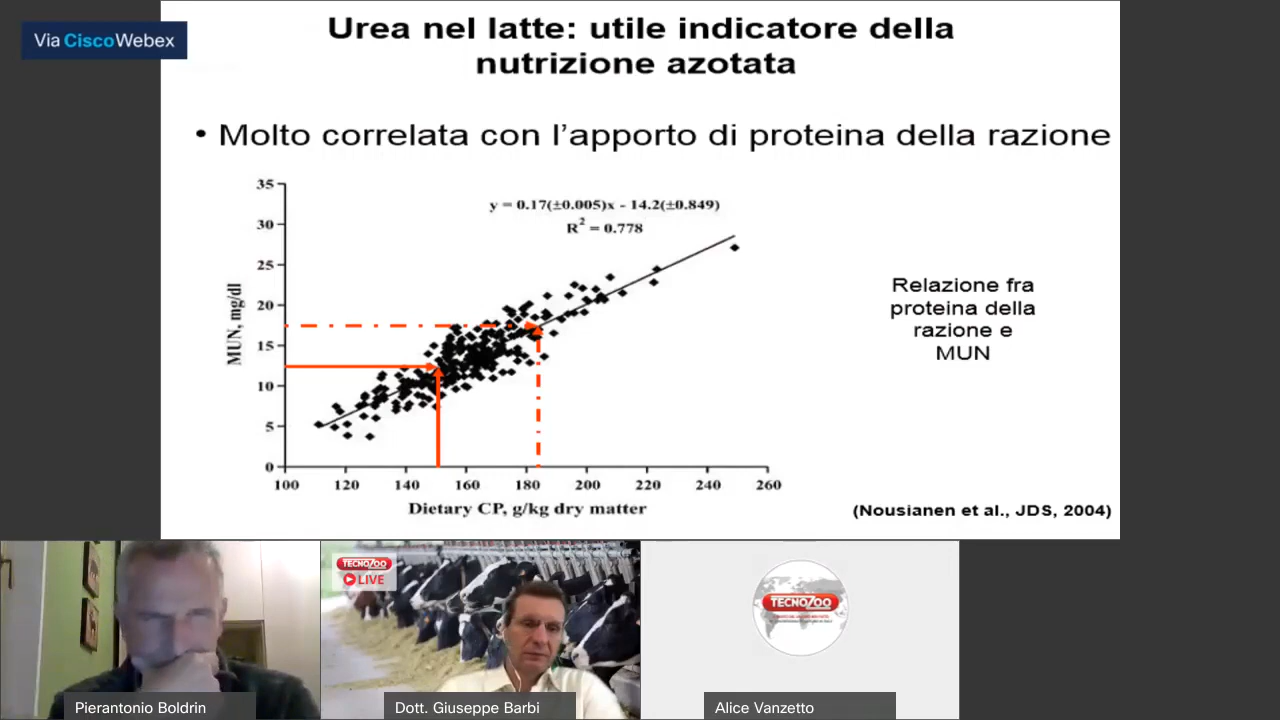 Via Cisco Webex
Urea nel latte: utile indicatore della
nutrizione azotata
• Molto correlata con l'apporto di proteina della razione
y = 0.17(±0.005)x - 14.2(±0.849)
R² = 0.778
35
30
25
20
15
10
5
0
MUN, mg/dl
100 120 140 160 180 200 220 240 260
Dietary CP, g/kg dry matter
Relazione fra
proteina della
razione e
MUN
(Nousianen et al., JDS, 2004)
TECNOZOO
LIVE
TECNOZOO
Pierantonio Boldrin
Dott. Giuseppe Barbi
Alice Vanzetto